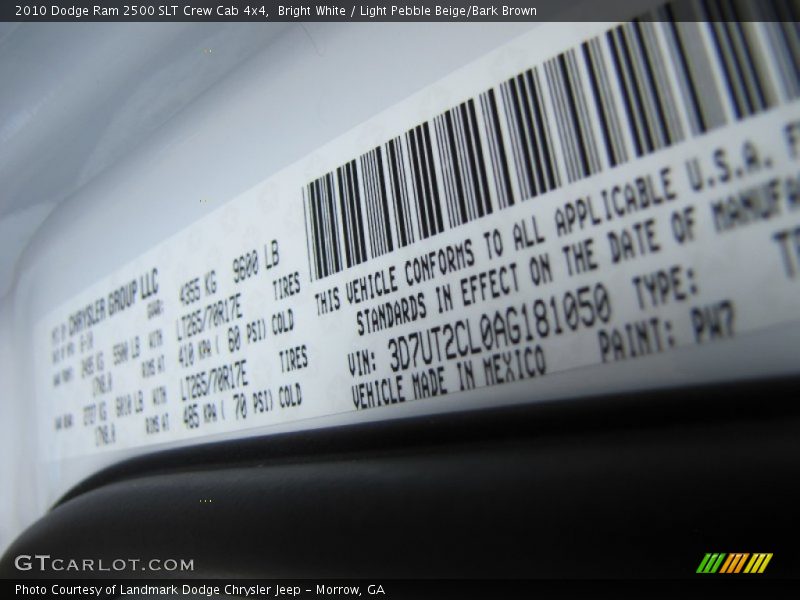 2010 Dodge Ram 2500 SLT Crew Cab 4x4, Bright White / Light Pebble Beige/Bark Brown
CHRYSLER GROUP LLC
4355 KG 9600 LB
LT265/70R17E TIRES
410 KPA ( 60 PSI) COLD
LT265/70R17E TIRES
485 KPA ( 70 PSI) COLD
THIS VEHICLE CONFORMS TO ALL APPLICABLE U.S.A.
STANDARDS IN EFFECT ON THE DATE OF
VIN: 3D7UT2CL0AG181050 TYPE:
VEHICLE MADE IN MEXICO PAINT: PW7
GTCARLOT.COM
Photo Courtesy of Landmark Dodge Chrysler Jeep - Morrow, GA